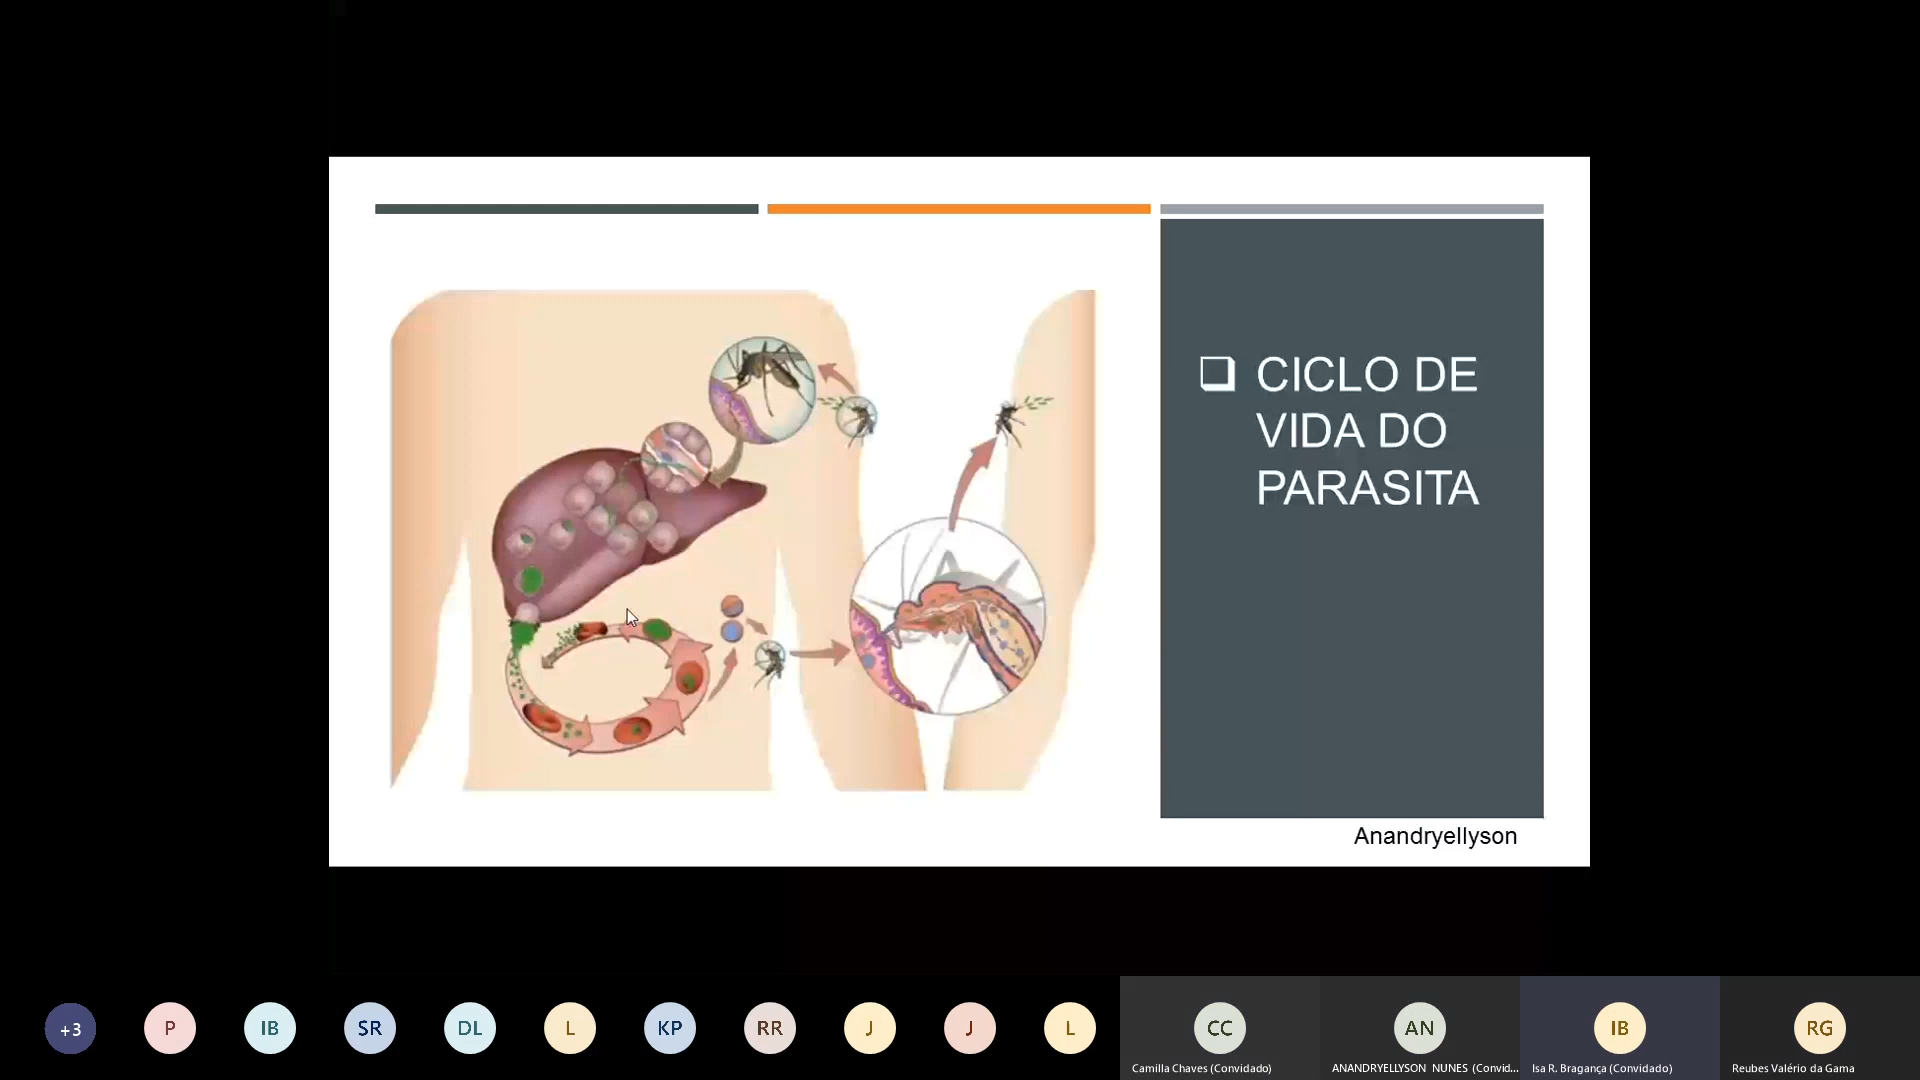 CICLO DE
VIDA DO
PARASITA
Anandryellyson
+3
P
IB
SR
DL
L
KP
RR
J
J
L
CC
AN
IB
RG
Camilla Chaves (Convidado)
ANANDRYELLYSON NUNES (Convid...
Isa R. Bragança (Convidado)
Reubes Valério da Gama